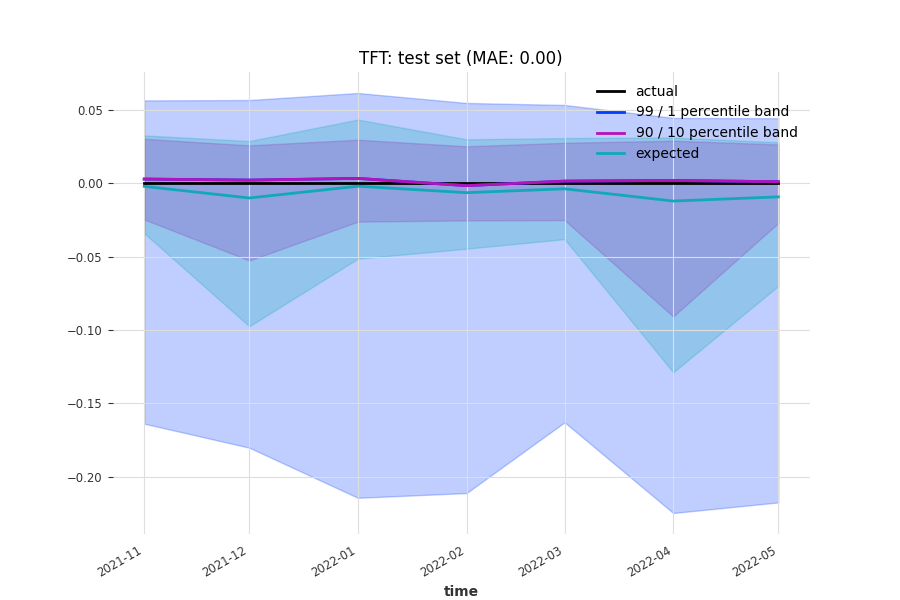 TFT: test set (MAE: 0.00)
actual
99 / 1 percentile band
90 / 10 percentile band
expected
0.05
0.00
−0.05
−0.10
−0.15
−0.20
2021-11
2021-12
2022-01
2022-02
2022-03
2022-04
2022-05
time